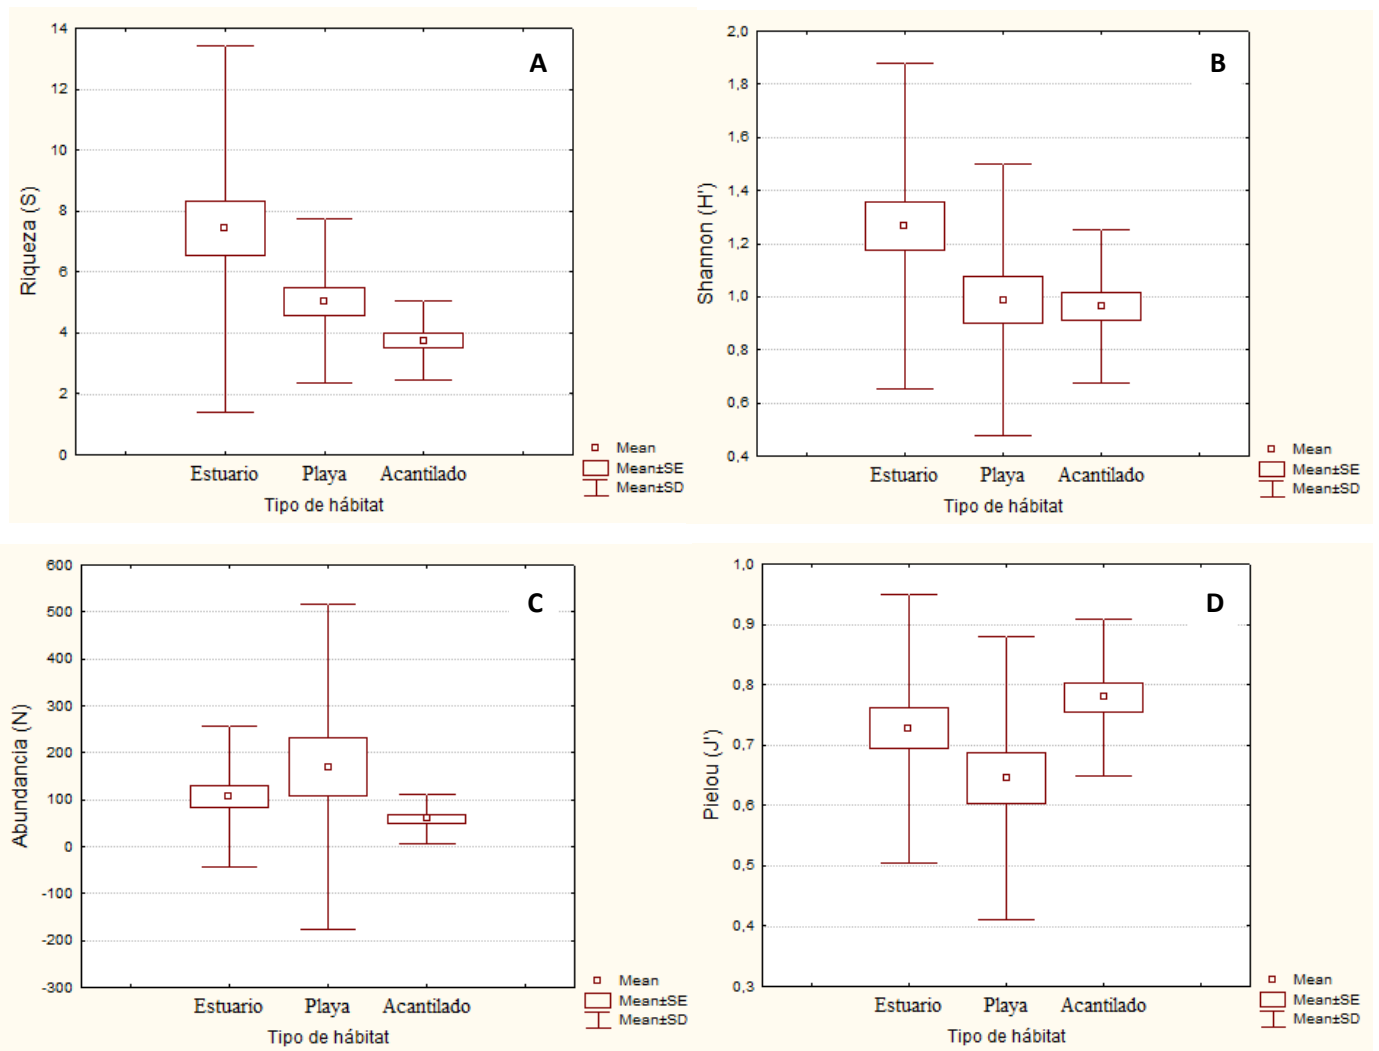 A
Riqueza (S)
14
12
10
8
6
4
2
0
Estuario Playa Acantilado
Tipo de hábitat
Mean
Mean±SE
Mean±SD
B
Shannon (H')
2,0
1,8
1,6
1,4
1,2
1,0
0,8
0,6
0,4
Estuario Playa Acantilado
Tipo de hábitat
Mean
Mean±SE
Mean±SD
C
Abundancia (N)
600
500
400
300
200
100
0
-100
-200
-300
Estuario Playa Acantilado
Tipo de hábitat
Mean
Mean±SE
Mean±SD
D
Pielou (J')
1,0
0,9
0,8
0,7
0,6
0,5
0,4
0,3
Estuario Playa Acantilado
Tipo de hábitat
Mean
Mean±SE
Mean±SD